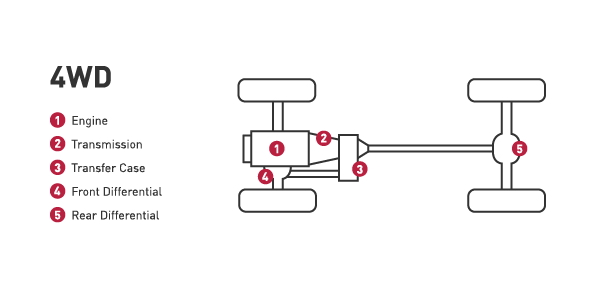 4WD
1 Engine
2 Transmission
3 Transfer Case
4 Front Differential
5 Rear Differential
1
2
3
4
5